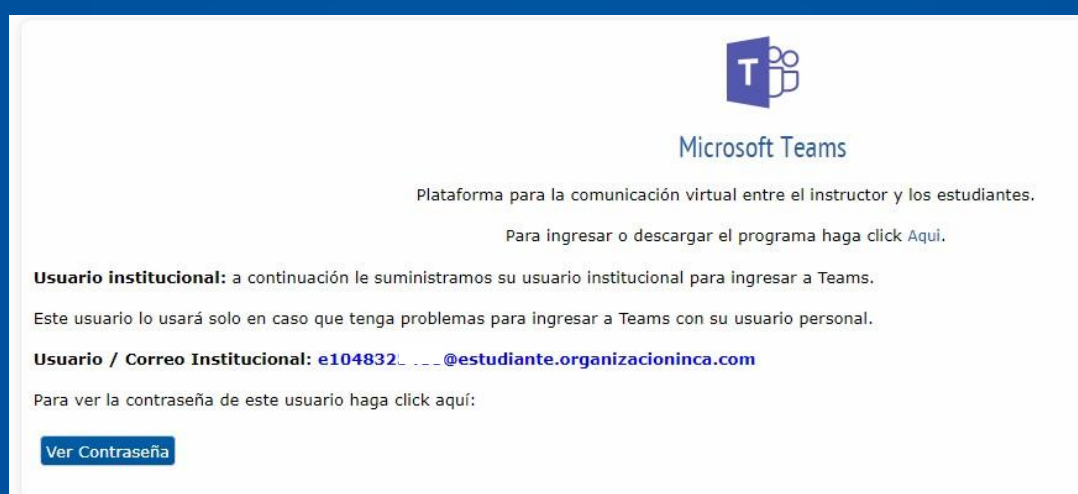 T
Microsoft Teams
Plataforma para la comunicación virtual entre el instructor y los estudiantes.
Para ingresar o descargar el programa haga click Aqui.
Usuario institucional: a continuación le suministramos su usuario institucional para ingresar a Teams.
Este usuario lo usará solo en caso que tenga problemas para ingresar a Teams con su usuario personal.
Usuario / Correo Institucional: e104832 @estudiante.organizacioninca.com
Para ver la contraseña de este usuario haga click aquí:
Ver Contraseña